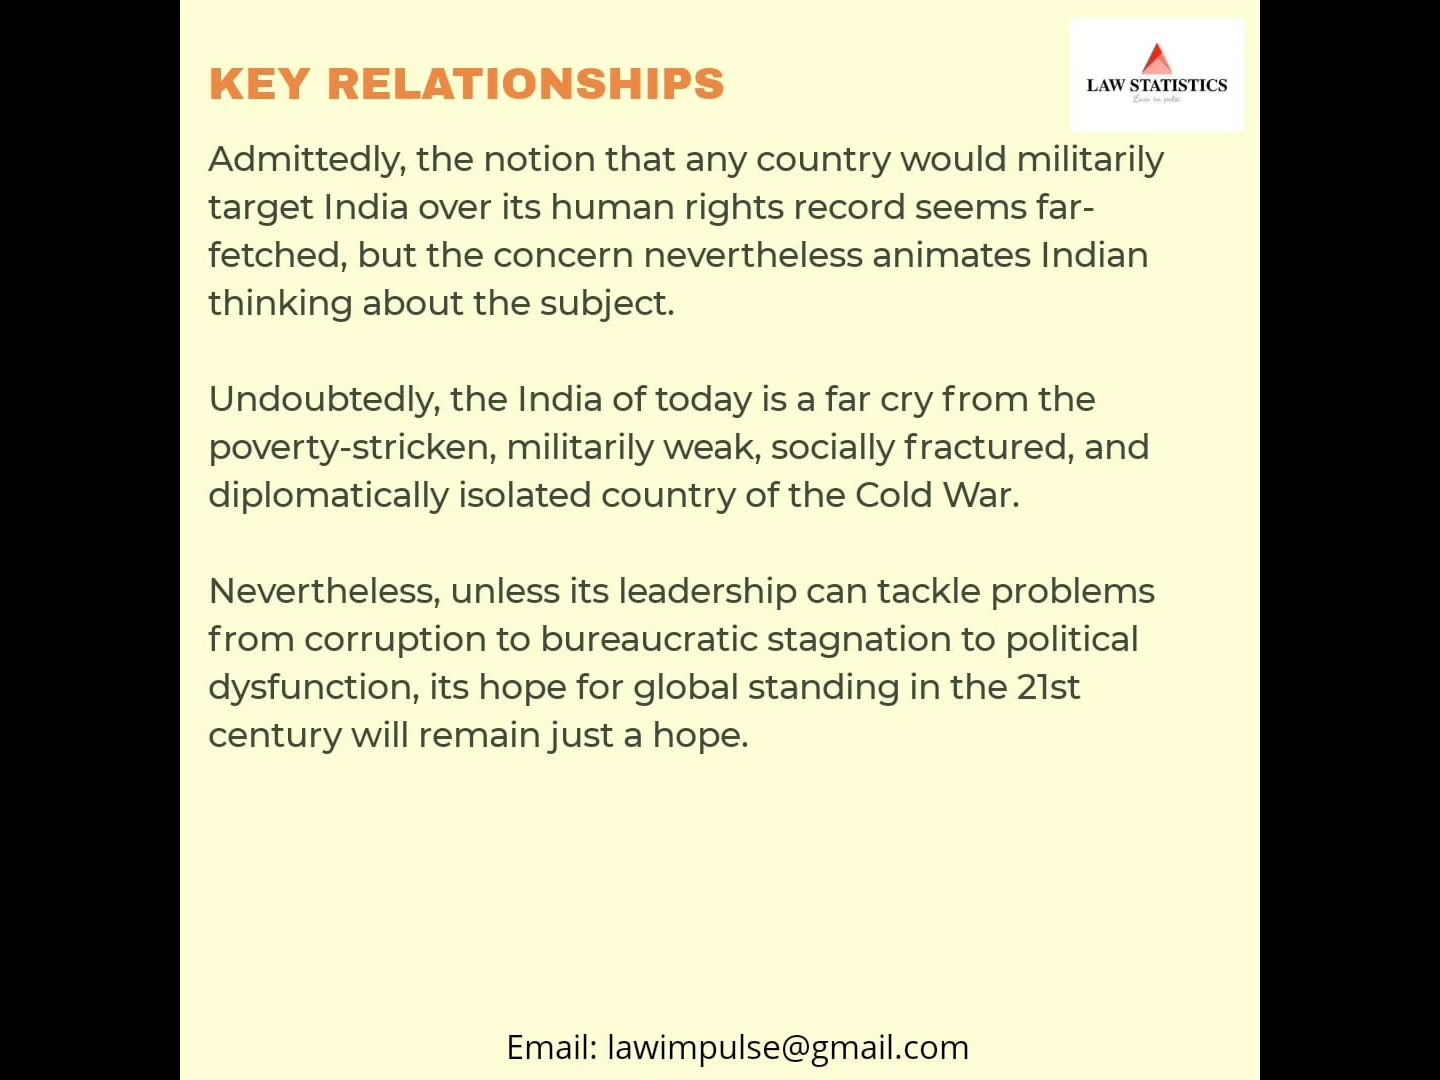 KEY RELATIONSHIPS
LAW STATISTICS
Law in pulse
Admittedly, the notion that any country would militarily
target India over its human rights record seems far-
fetched, but the concern nevertheless animates Indian
thinking about the subject.
Undoubtedly, the India of today is a far cry from the
poverty-stricken, militarily weak, socially fractured, and
diplomatically isolated country of the Cold War.
Nevertheless, unless its leadership can tackle problems
from corruption to bureaucratic stagnation to political
dysfunction, its hope for global standing in the 21st
century will remain just a hope.
Email: lawimpulse@gmail.com